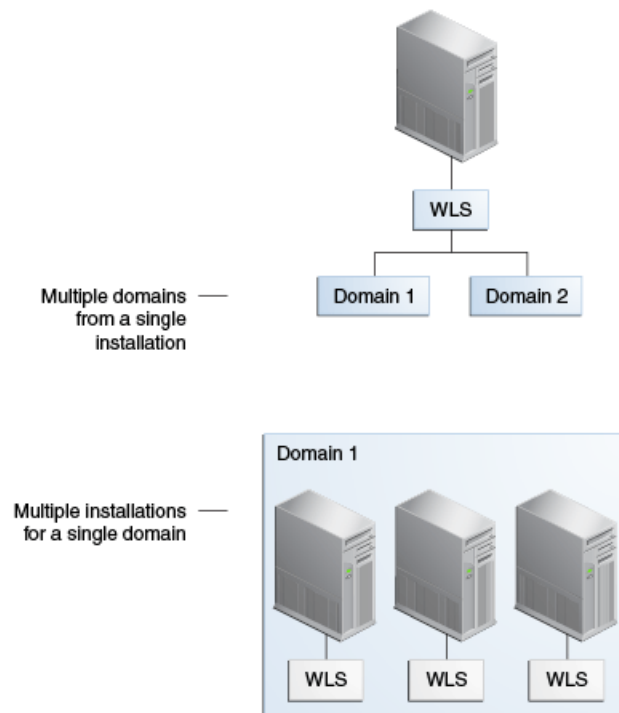 WLS
Domain 1
Domain 2
Multiple domains
from a single
installation
Domain 1
Multiple installations
for a single domain
WLS
WLS
WLS